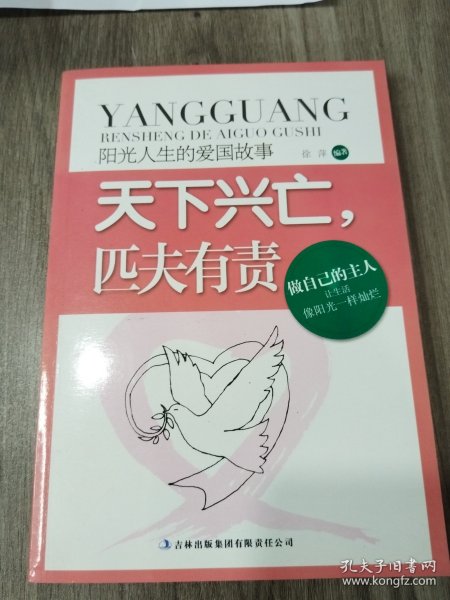 YANGGUANG
RENSHENG DE AIGUO GUSHI
阳光人生的爱国故事
徐萍 编著
天下兴亡,
匹夫有责
做自己的主人
让生活
像阳光一样灿烂
吉林出版集团有限责任公司
孔夫子旧书网
www.kongfz.com